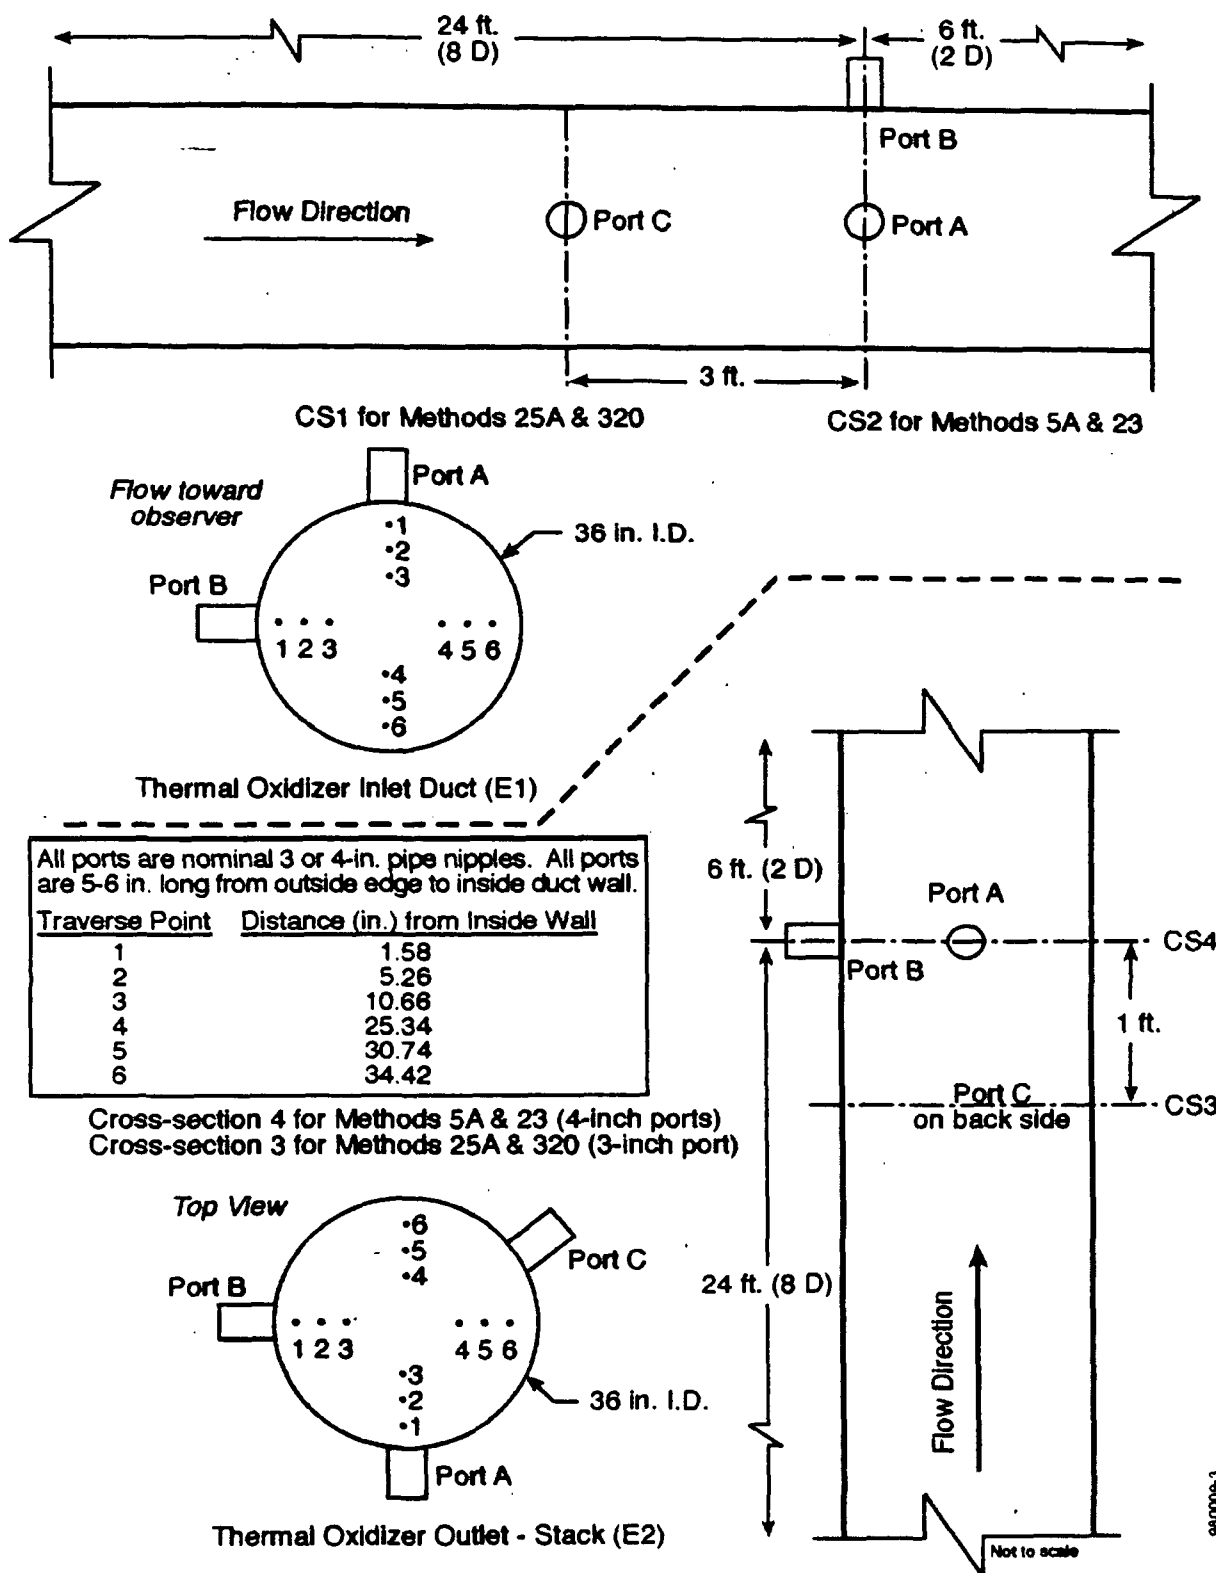 24 ft.
(8 D)
6 ft.
(2 D)
Port B
Flow Direction
Port C
Port A
3 ft.
CS1 for Methods 25A & 320
CS2 for Methods 5A & 23
Flow toward
observer
Port A
•1
•2
•3
36 in. I.D.
Port B
1 2 3
4 5 6
•4
•5
•6
Thermal Oxidizer Inlet Duct (E1)
All ports are nominal 3 or 4-in. pipe nipples. All ports
are 5-6 in. long from outside edge to inside duct wall.
Traverse Point Distance (in.) from Inside Wall
1 1.58
2 5.26
3 10.66
4 25.34
5 30.74
6 34.42
Cross-section 4 for Methods 5A & 23 (4-inch ports)
Cross-section 3 for Methods 25A & 320 (3-inch port)
Top View
•6
•5
•4
Port C
Port B
1 2 3
4 5 6
•3
•2
•1
36 in. I.D.
Port A
Thermal Oxidizer Outlet - Stack (E2)
6 ft. (2 D)
Port A
CS4
Port B
1 ft.
Port C
on back side
CS3
24 ft. (8 D)
Flow Direction
Not to scale